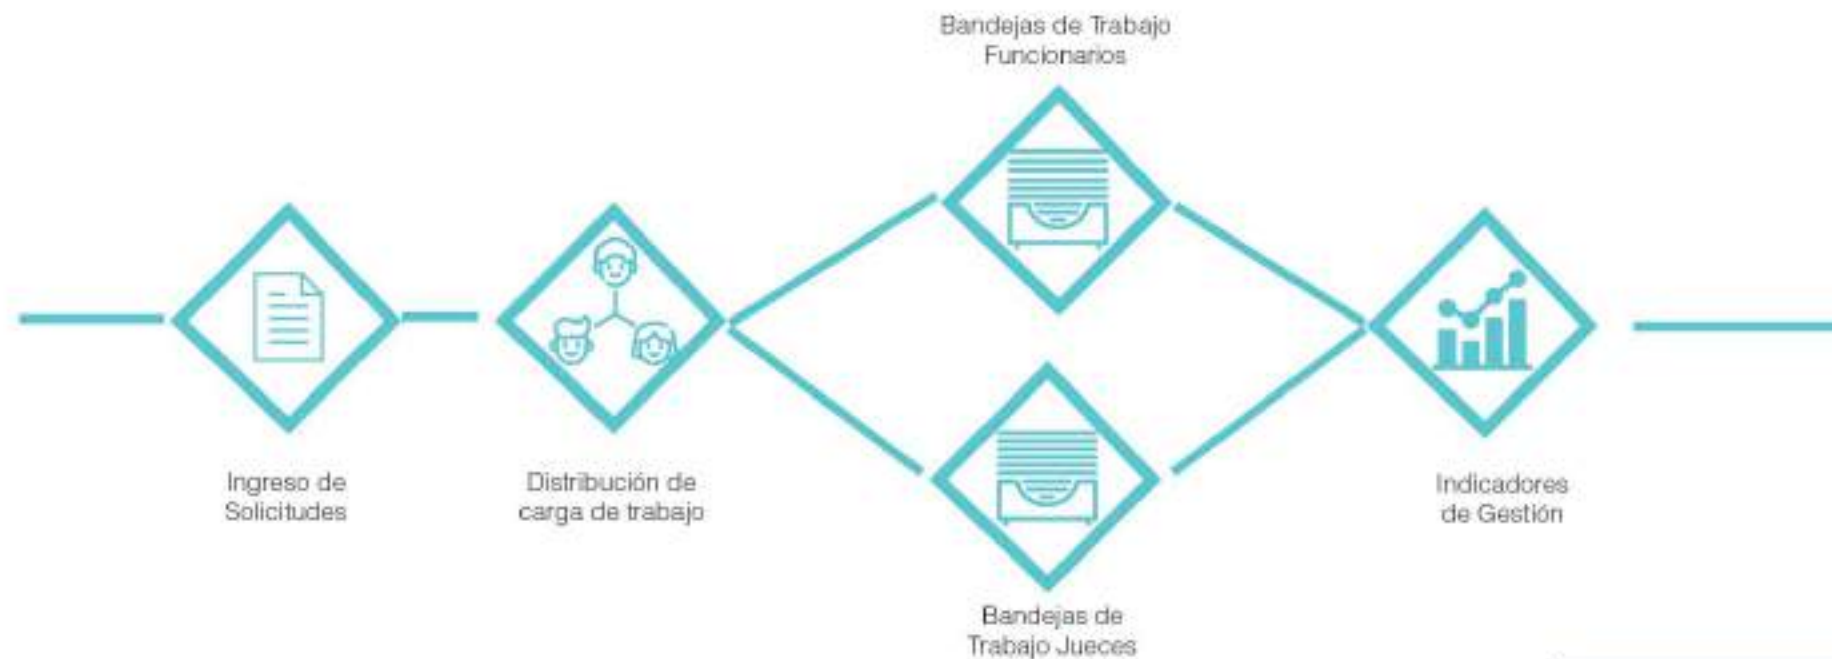 Bandejas de Trabajo
Funcionarios
Ingreso de
Solicitudes
Distribución de
carga de trabajo
Indicadores
de Gestión
Bandejas de
Trabajo Jueces